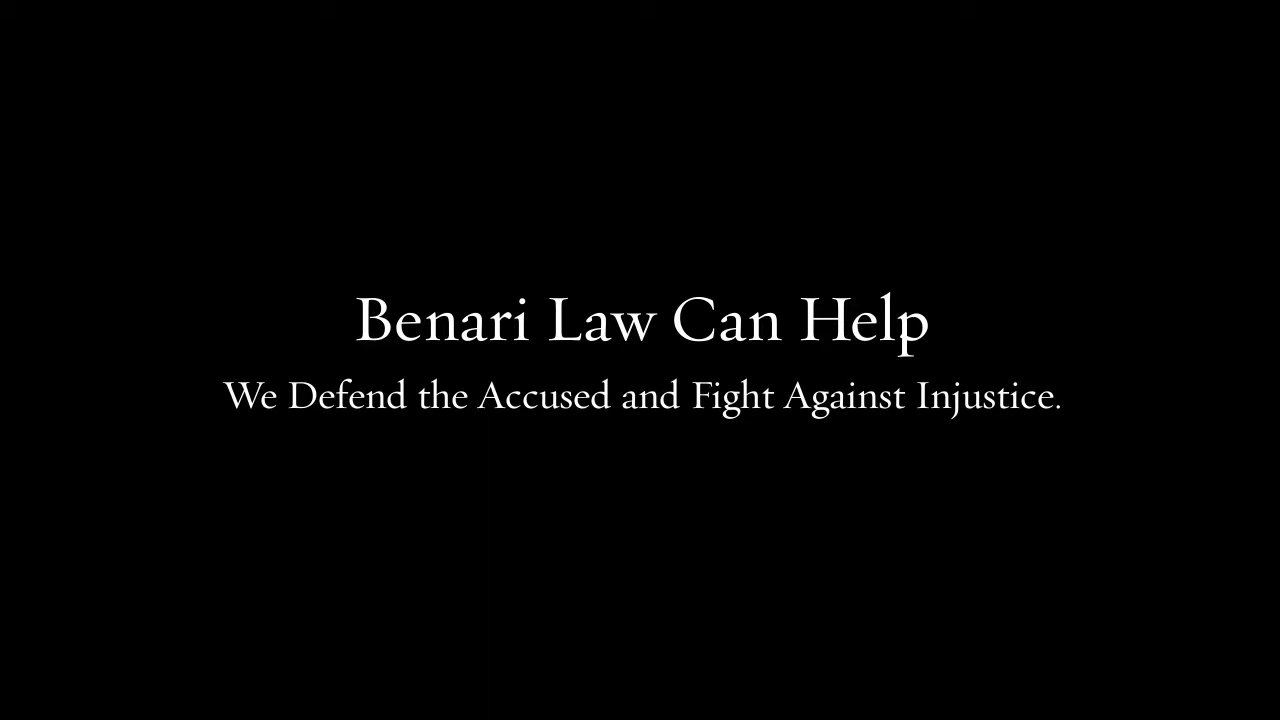 Benari Law Can Help
We Defend the Accused and Fight Against Injustice.